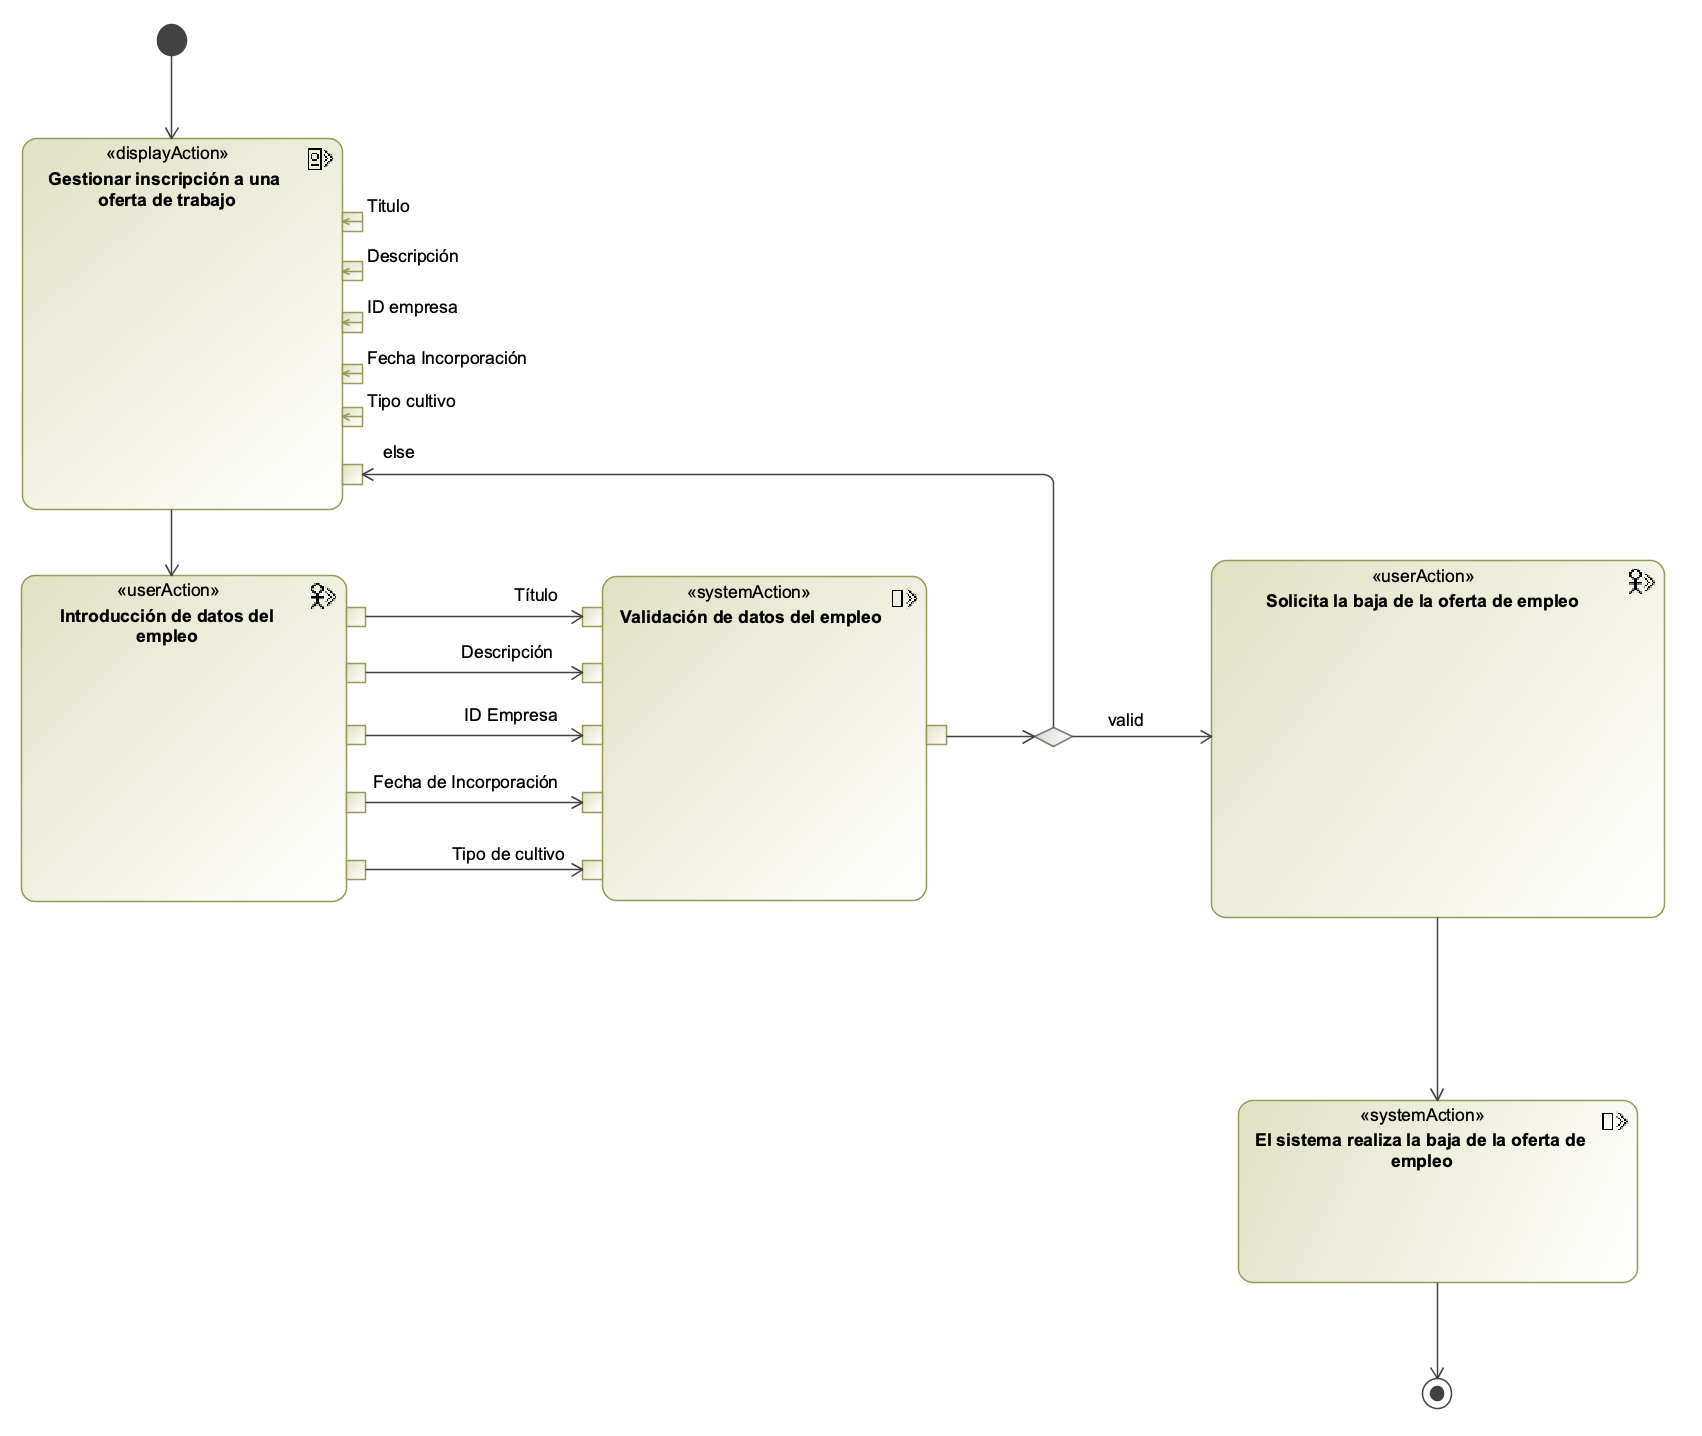 «displayAction»
Gestionar inscripción a una
oferta de trabajo
Titulo
Descripción
ID empresa
Fecha Incorporación
Tipo cultivo
else
«userAction»
Introducción de datos del
empleo
Título
Descripción
ID Empresa
Fecha de Incorporación
Tipo de cultivo
«systemAction»
Validación de datos del empleo
valid
«userAction»
Solicita la baja de la oferta de empleo
«systemAction»
El sistema realiza la baja de la oferta de
empleo